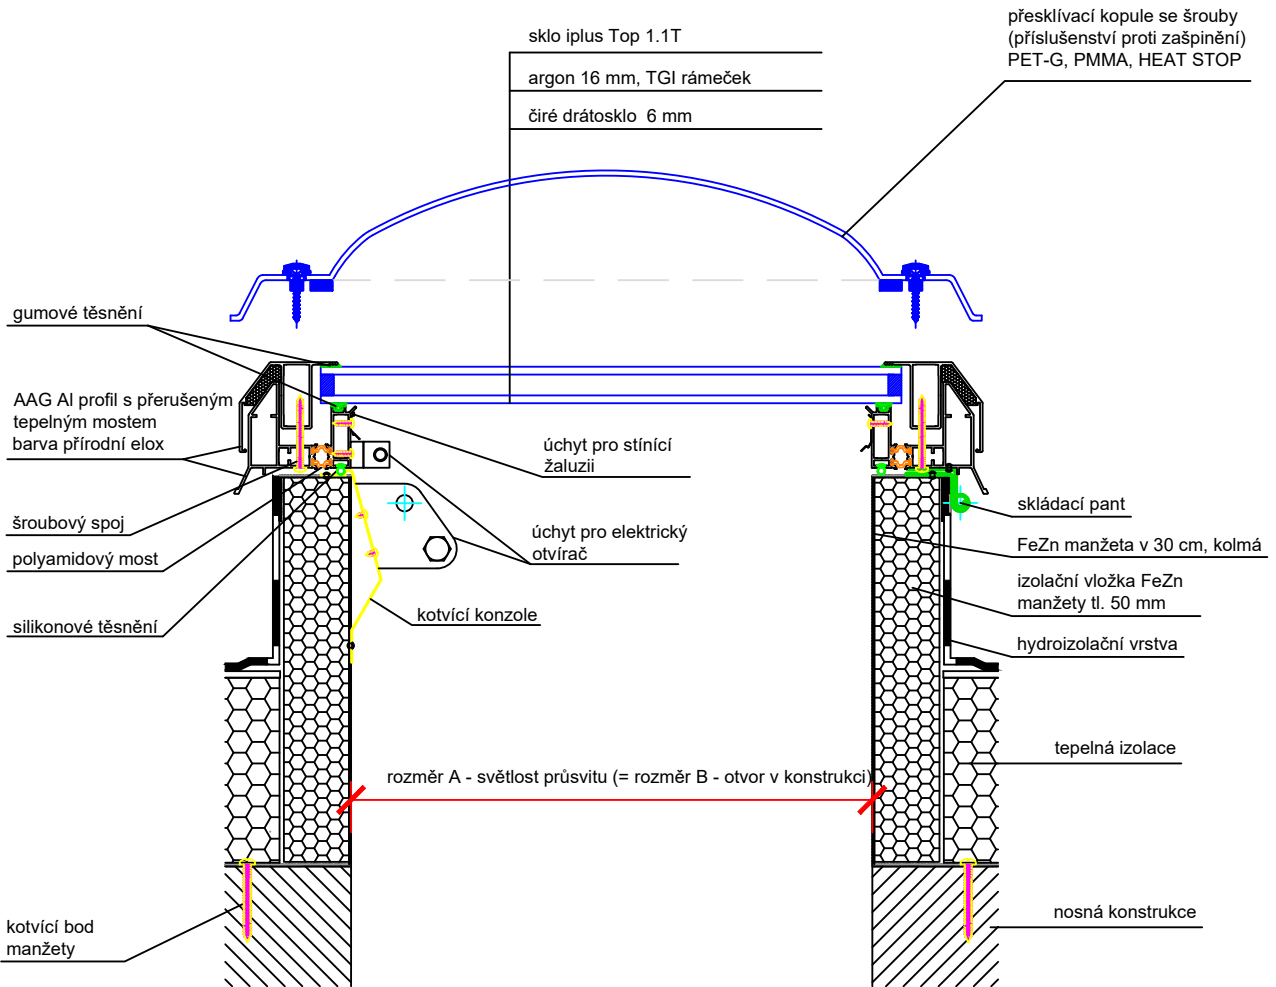 sklo iplus Top 1.1T
argon 16 mm, TGI rámeček
čiré drátosklo 6 mm
přesklívací kopule se šrouby
(příslušenství proti zašpinění)
PET-G, PMMA, HEAT STOP
gumové těsnění
AAG Al profil s přerušeným
tepelným mostem
barva přírodní elox
šroubový spoj
polyamidový most
silikonové těsnění
úchyt pro stínící
žaluzii
úchyt pro elektrický
otvírač
kotvící konzole
skládací pant
FeZn manžeta v 30 cm, kolmá
izolační vložka FeZn
manžety tl. 50 mm
hydroizolační vrstva
tepelná izolace
rozměr A - světlost průsvitu (= rozměr B - otvor v konstrukci)
kotvící bod
manžety
nosná konstrukce